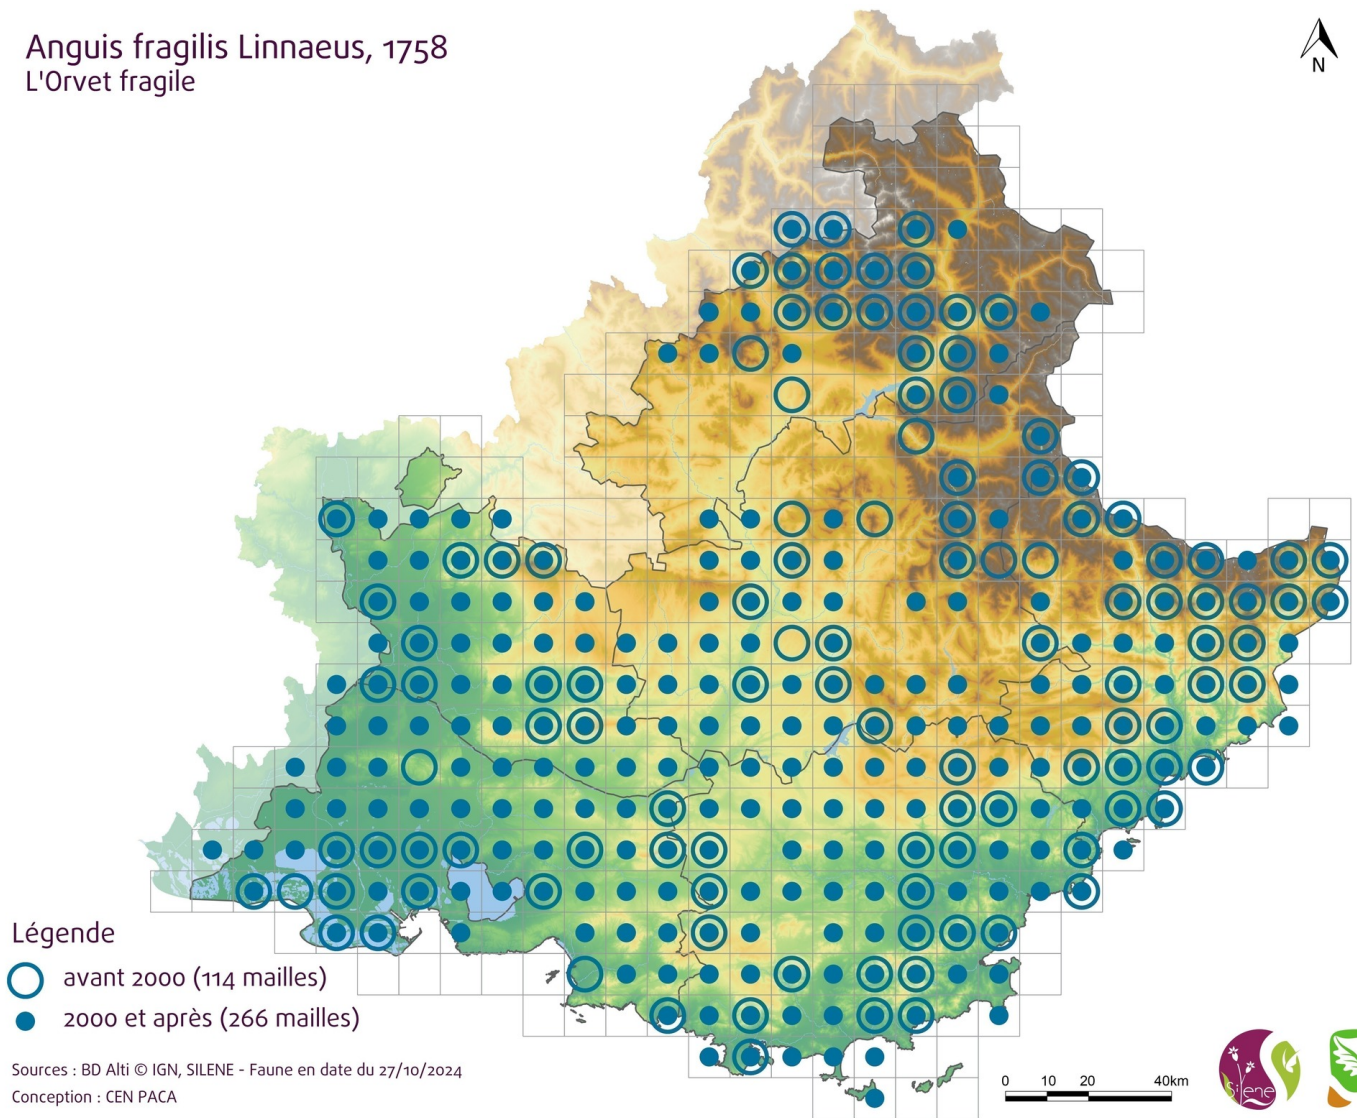 Anguis fragilis Linnaeus, 1758
L'Orvet fragile
N
Légende
avant 2000 (114 mailles)
2000 et après (266 mailles)
Sources : BD Alti © IGN, SILENE - Faune en date du 27/10/2024
Conception : CEN PACA
0 10 20 40km
Silene